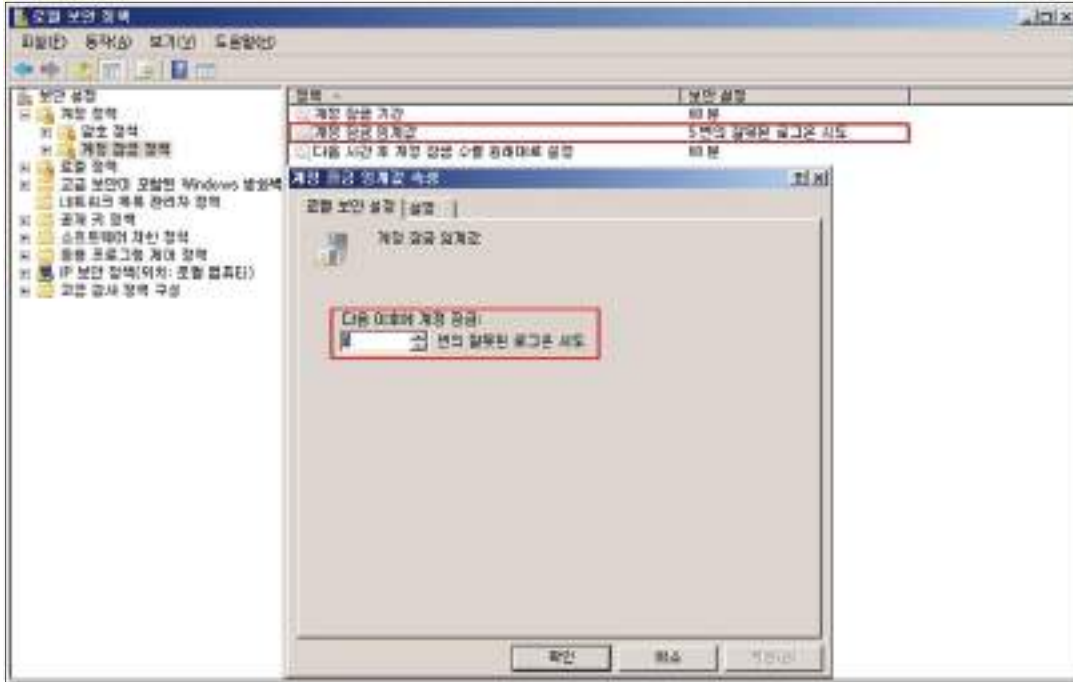 로컬 보안 정책
파일(F) 동작(A) 보기(V) 도움말(H)
보안 설정
계정 정책
암호 정책
계정 잠금 정책
로컬 정책
고급 보안이 포함된 Windows 방화벽
네트워크 목록 관리자 정책
공개 키 정책
소프트웨어 제한 정책
응용 프로그램 제어 정책
IP 보안 정책(위치: 로컬 컴퓨터)
고급 감사 정책 구성
정책 보안 설정
계정 잠금 기간 60 분
계정 잠금 임계값 5 번의 잘못된 로그온 시도
다음 시간 후 계정 잠금 수를 원래대로 설정 60 분
계정 잠금 임계값 속성
로컬 보안 설정 설명
계정 잠금 임계값
다음 이후에 계정 잠금:
번의 잘못된 로그온 시도
확인 취소 적용(A)